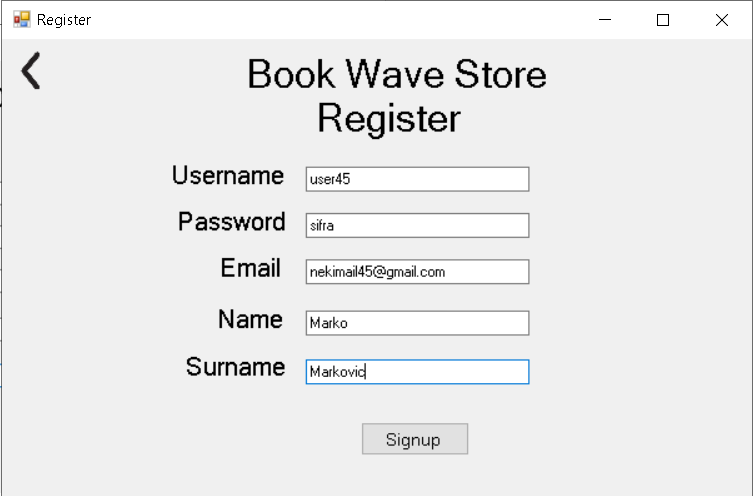 Register
Book Wave Store
Register
Username user45
Password sifra
Email nekimail45@gmail.com
Name Marko
Surname Markovic
Signup